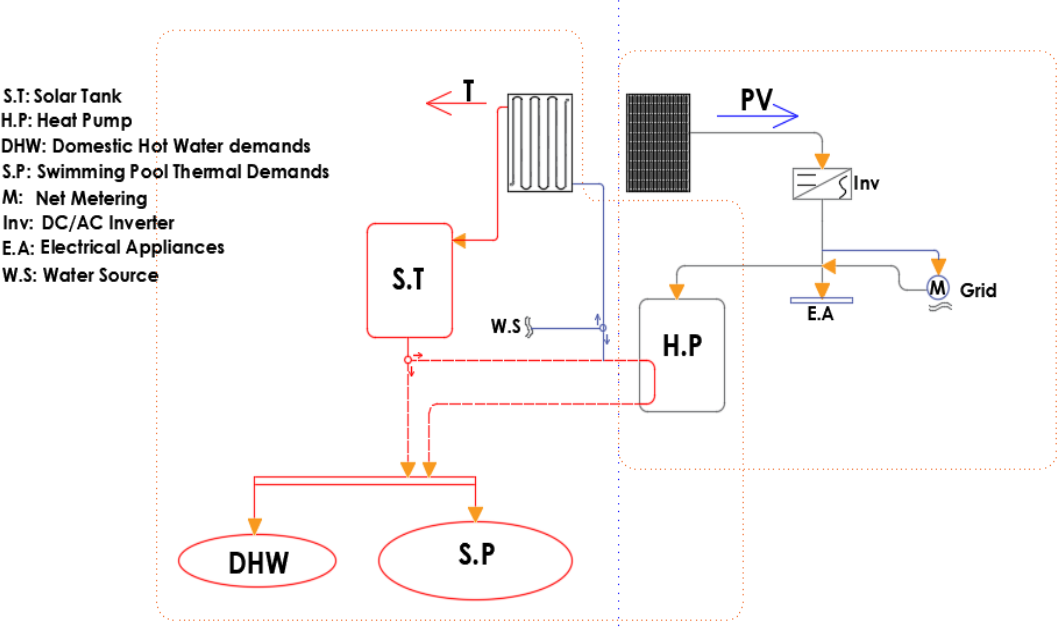 T
PV
S.T: Solar Tank
H.P: Heat Pump
DHW: Domestic Hot Water demands
S.P: Swimming Pool Thermal Demands
M: Net Metering
Inv: DC/AC Inverter
E.A: Electrical Appliances
W.S: Water Source
Inv
S.T
M
Grid
E.A
W.S
H.P
DHW
S.P